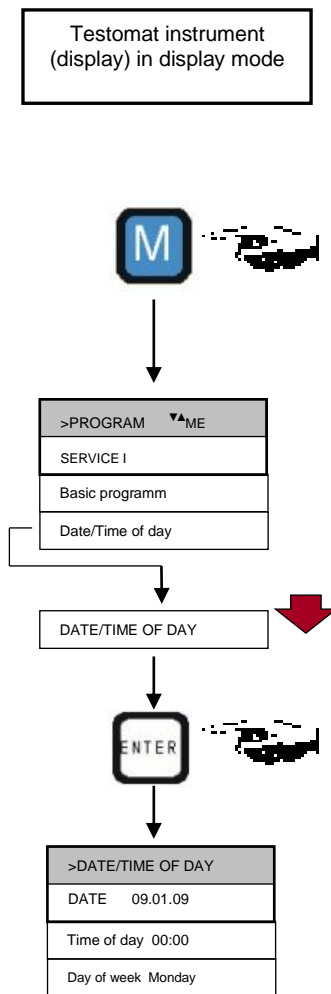 Testomat instrument
(display) in display mode
M
>PROGRAM ▼▲ME
SERVICE I
Basic programm
Date/Time of day
DATE/TIME OF DAY
ENTER
>DATE/TIME OF DAY
DATE 09.01.09
Time of day 00:00
Day of week Monday